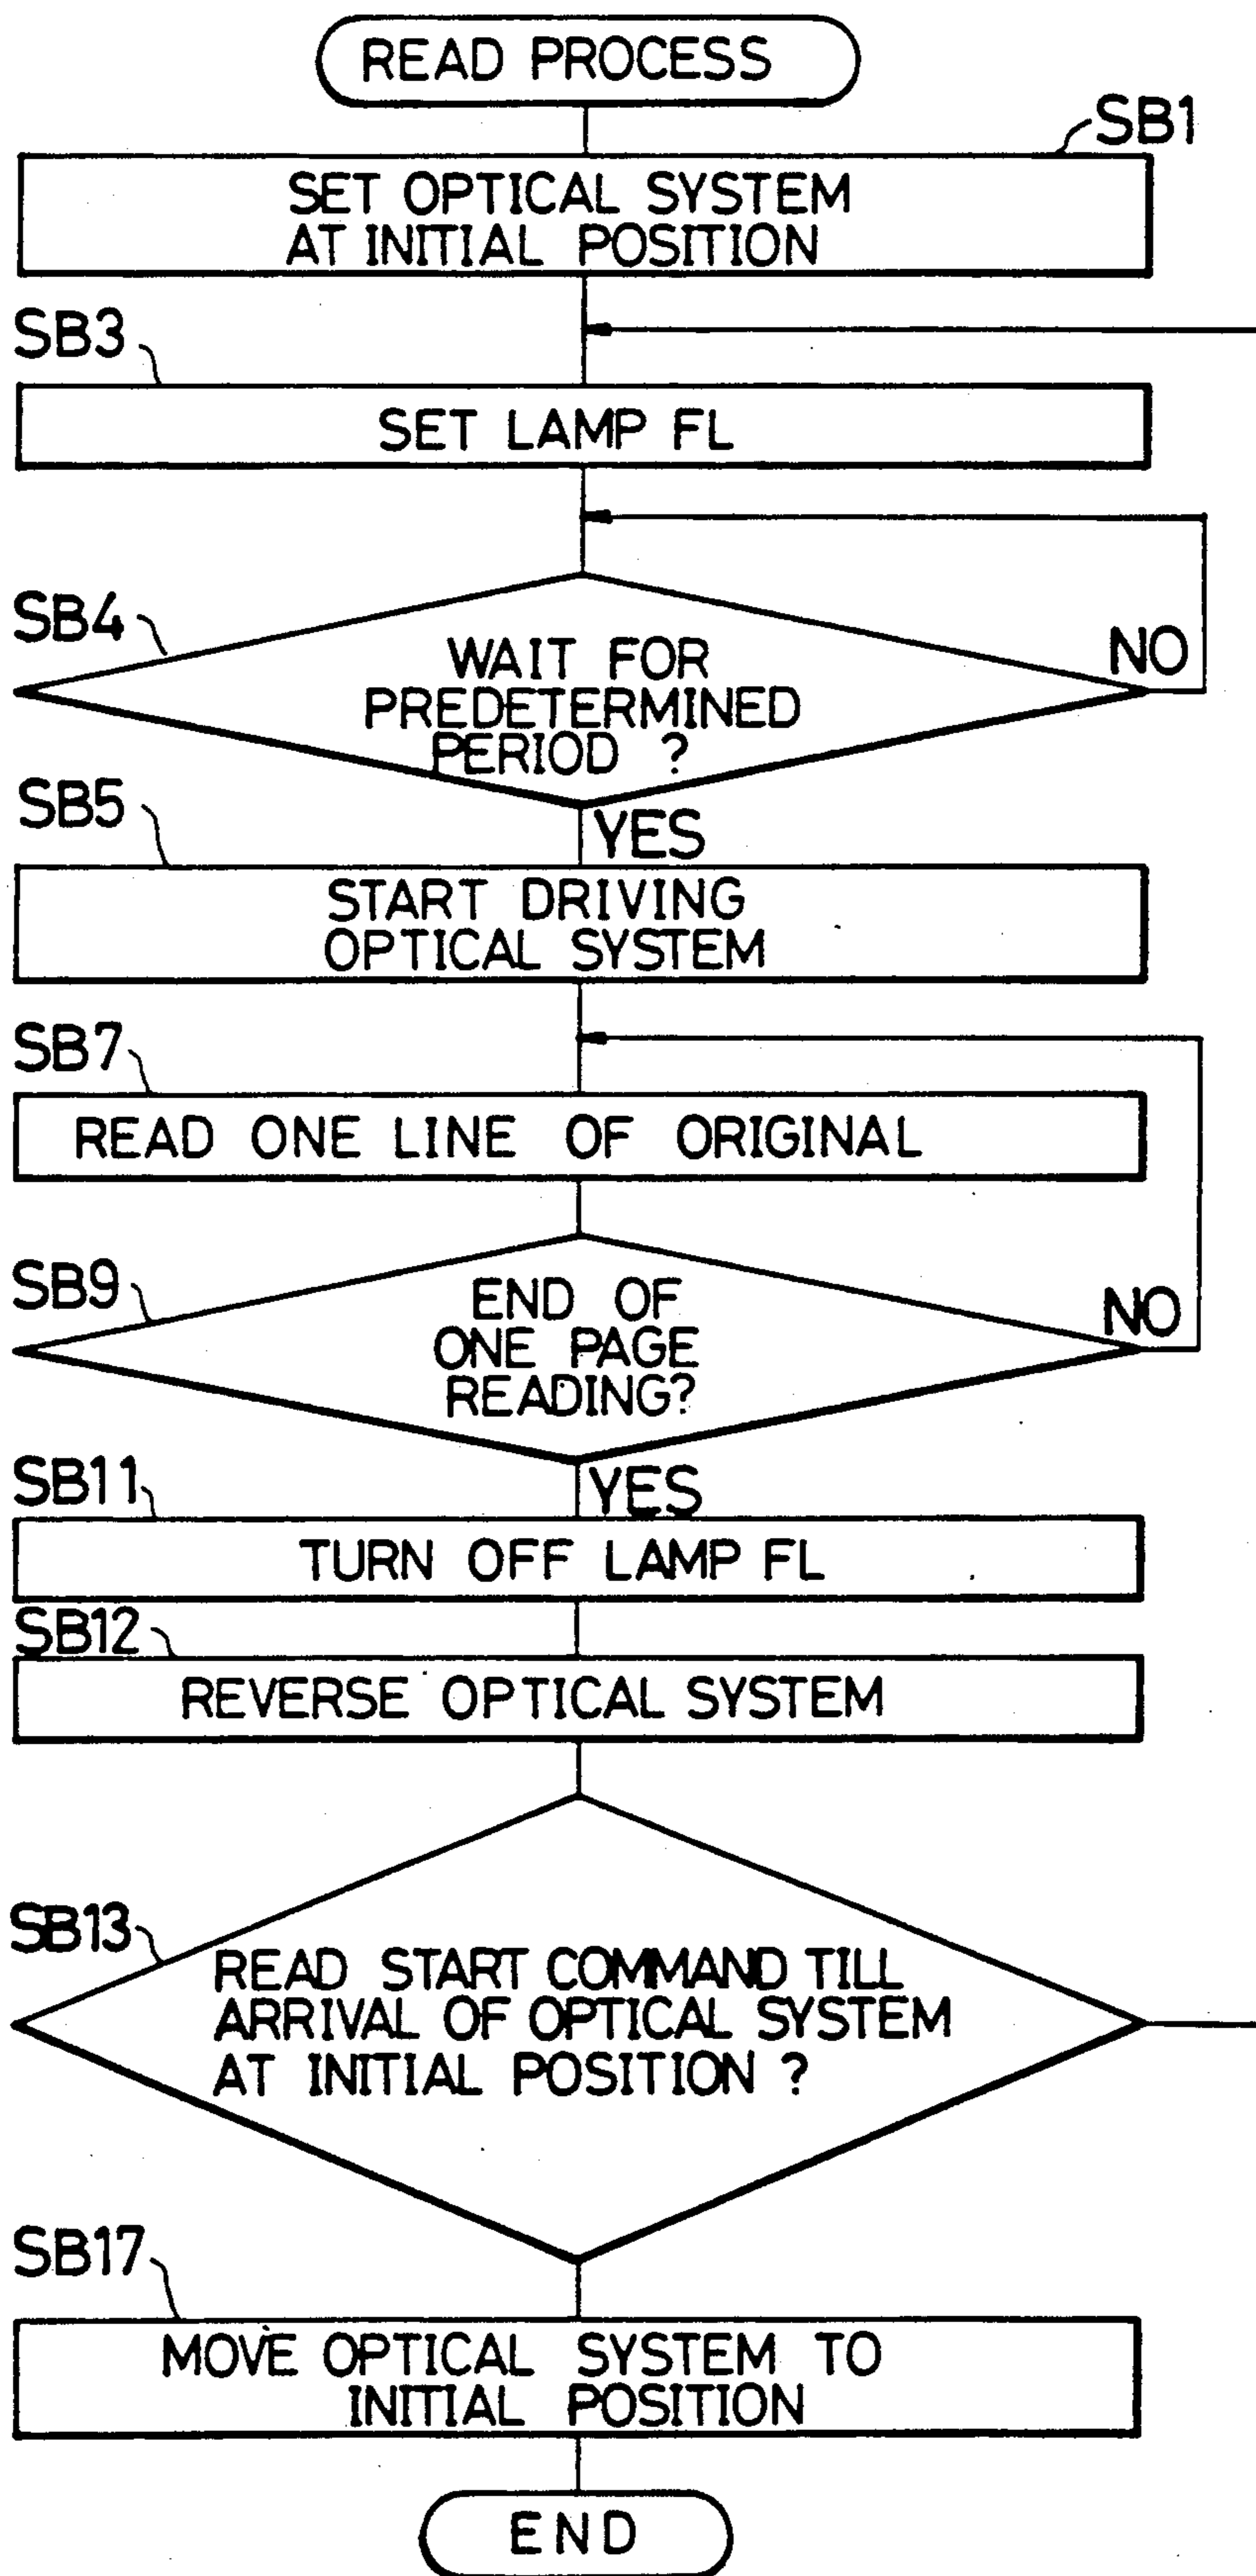 READ PROCESS
SB1
SET OPTICAL SYSTEM
AT INITIAL POSITION
SB3
SET LAMP FL
SB4
WAIT FOR
PREDETERMINED
PERIOD ?
NO
YES
SB5
START DRIVING
OPTICAL SYSTEM
SB7
READ ONE LINE OF ORIGINAL
SB9
END OF
ONE PAGE
READING?
NO
YES
SB11
TURN OFF LAMP FL
SB12
REVERSE OPTICAL SYSTEM
SB13
READ START COMMAND TILL
ARRIVAL OF OPTICAL SYSTEM
AT INITIAL POSITION ?
SB17
MOVE OPTICAL SYSTEM TO
INITIAL POSITION
END